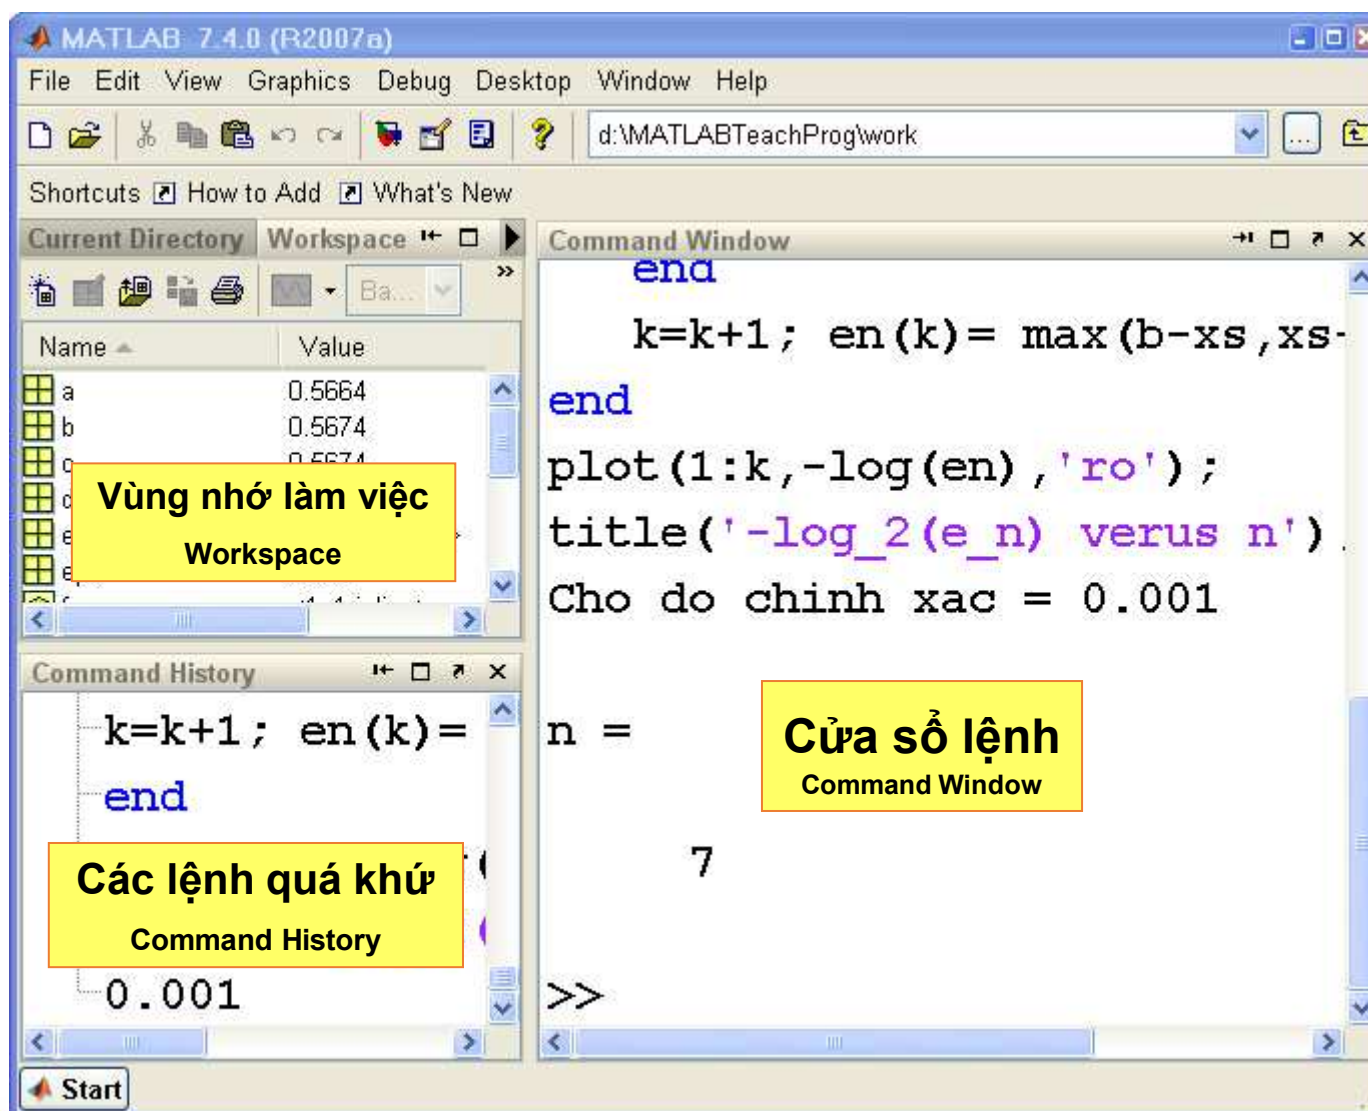 MATLAB 7.4.0 (R2007a)
File Edit View Graphics Debug Desktop Window Help
d:\MATLABTeachProg\work
Shortcuts How to Add What's New
Current Directory Workspace
Ba...
Name Value
a 0.5664
b 0.5674
Vùng nhớ làm việc
Workspace
Command History
k=k+1; en(k)=
end
Các lệnh quá khứ
Command History
0.001
Command Window
end
k=k+1; en(k)= max(b-xs,xs-
end
plot(1:k,-log(en),'ro');
title('-log_2(e_n) verus n')
Cho do chinh xac = 0.001
n =
7
Cửa sổ lệnh
Command Window
>>
Start